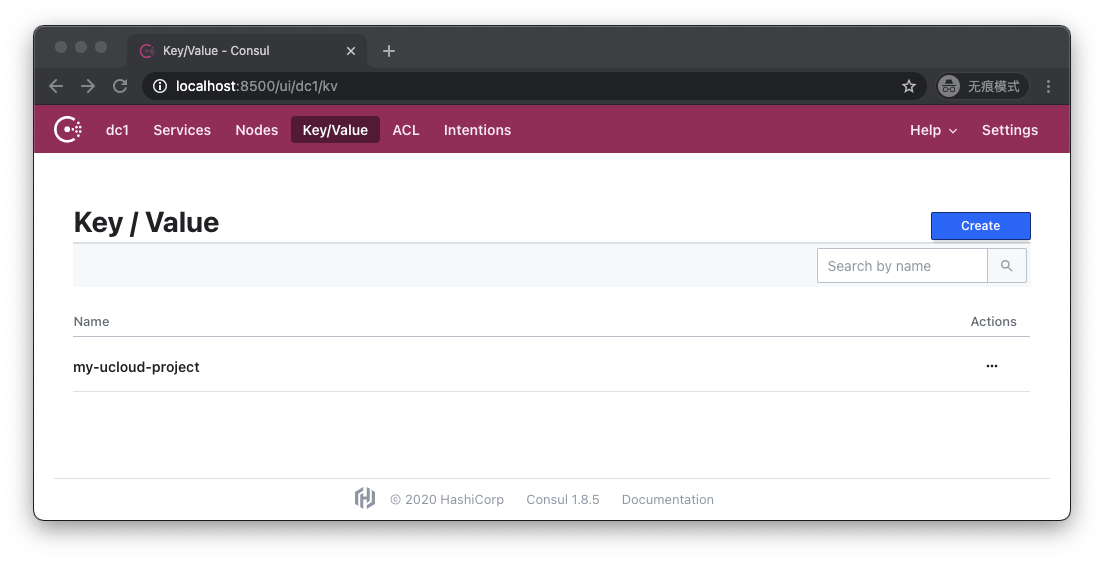 Key/Value - Consul
localhost:8500/ui/dc1/kv
无痕模式
dc1 Services Nodes Key/Value ACL Intentions Help Settings
Key / Value
Create
Search by name
Name Actions
my-ucloud-project
© 2020 HashiCorp Consul 1.8.5 Documentation